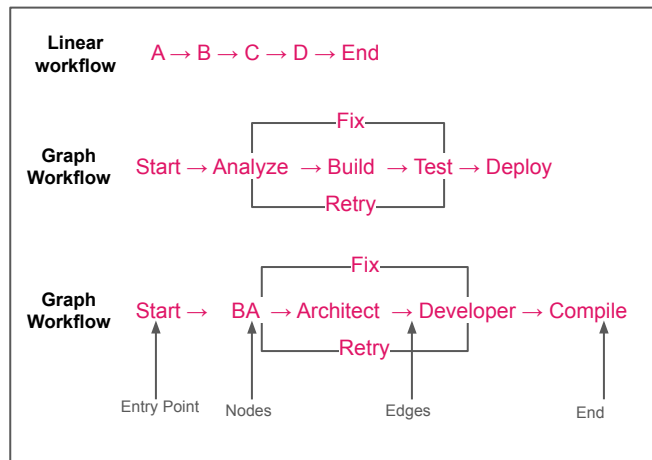 Linear
workflow
A → B → C → D → End
Fix
Graph
Workflow
Start → Analyze → Build → Test → Deploy
Retry
Fix
Graph
Workflow
Start → BA → Architect → Developer → Compile
Retry
Entry Point
Nodes
Edges
End